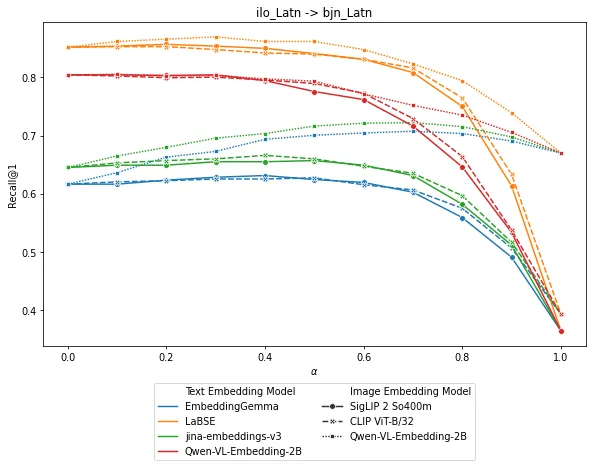 ilo_Latn -> bjn_Latn
Recall@1
0.8
0.7
0.6
0.5
0.4
0.0 0.2 0.4 0.6 0.8 1.0
α
Text Embedding Model Image Embedding Model
EmbeddingGemma SigLIP 2 So400m
LaBSE CLIP ViT-B/32
jina-embeddings-v3 Qwen-VL-Embedding-2B
Qwen-VL-Embedding-2B